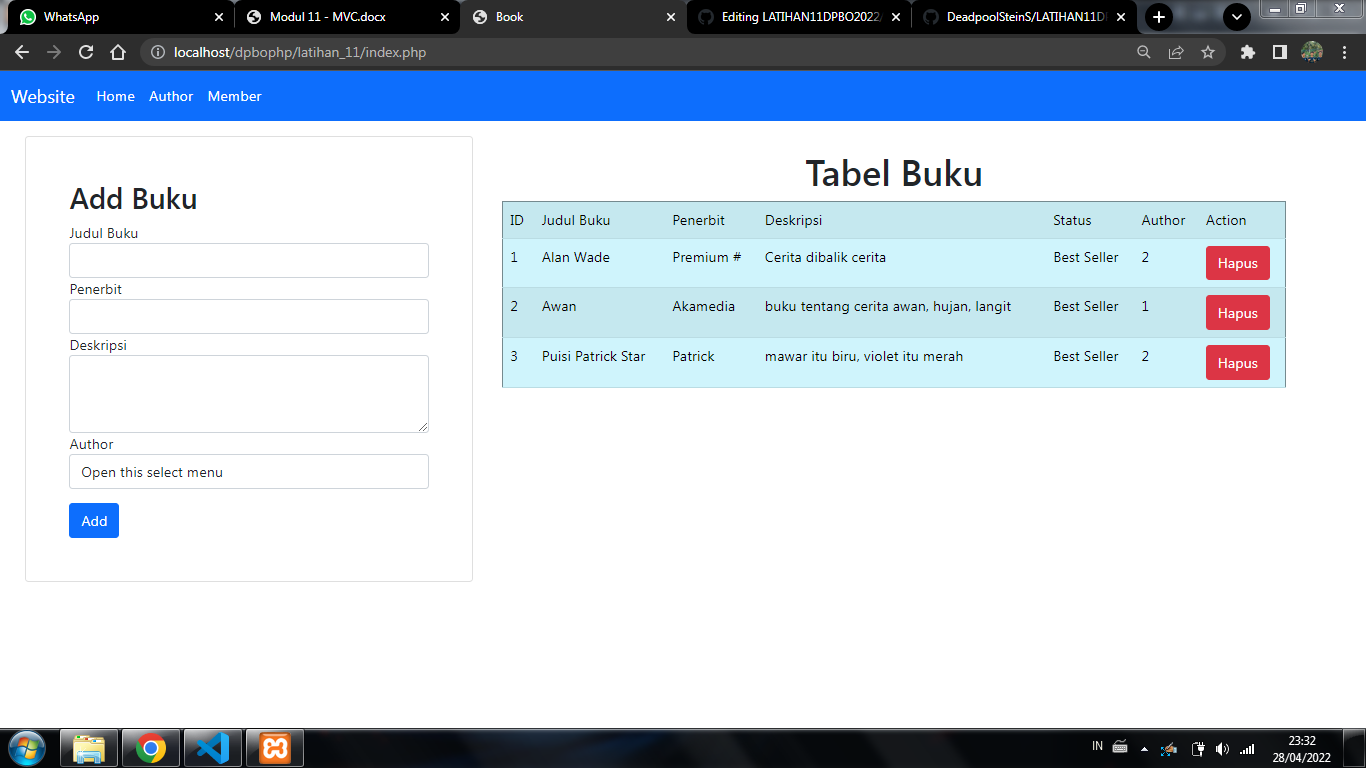 WhatsApp
Modul 11 - MVC.docx
Book
Editing LATIHAN11DPBO2022/
DeadpoolSteinS/LATIHAN11D
localhost/dpbophp/latihan_11/index.php
Website Home Author Member
Add Buku
Judul Buku
Penerbit
Deskripsi
Author
Open this select menu
Add
Tabel Buku
ID Judul Buku Penerbit Deskripsi Status Author Action
1 Alan Wade Premium # Cerita dibalik cerita Best Seller 2 Hapus
2 Awan Akamedia buku tentang cerita awan, hujan, langit Best Seller 1 Hapus
3 Puisi Patrick Star Patrick mawar itu biru, violet itu merah Best Seller 2 Hapus
IN
23:32
28/04/2022